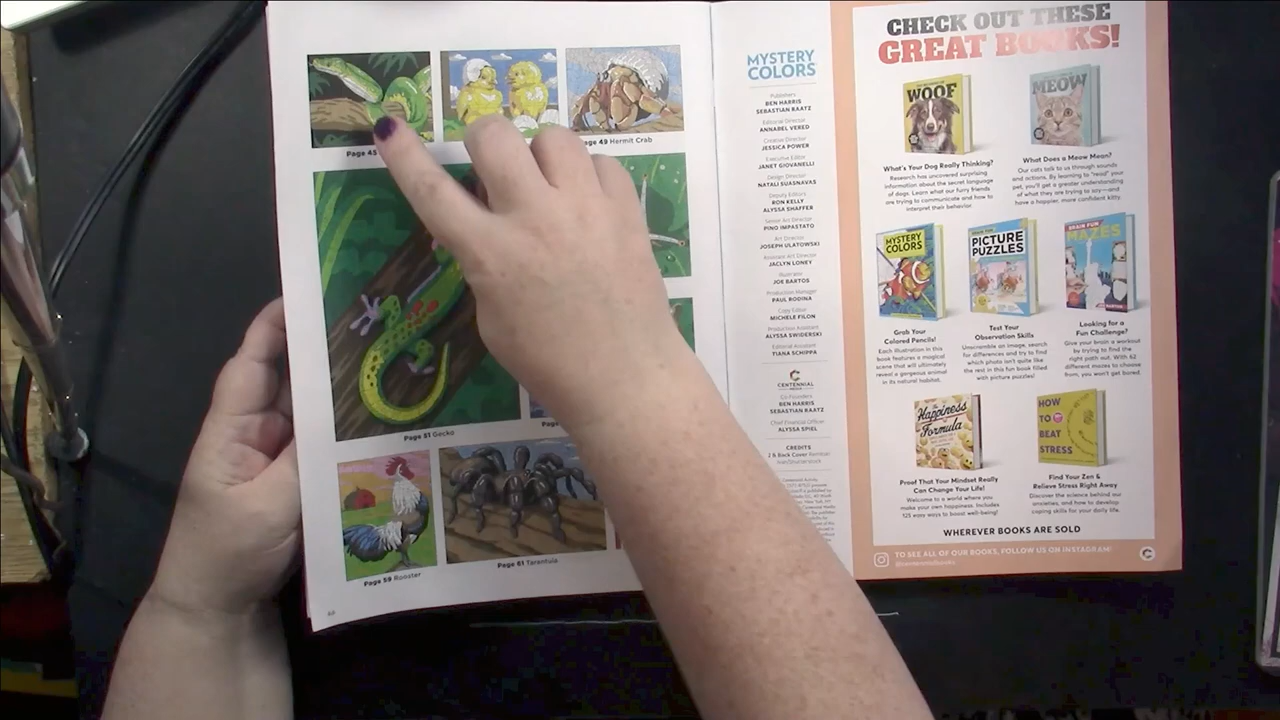 Page 45
Page 49 Hermit Crab
Page 51 Gecko
Page 59 Rooster
Page 61 Tarantula
MYSTERY
COLORS
Publishers
BEN HARRIS
SEBASTIAN RAATZ
Editorial Director
ANNABEL VERED
Creative Director
JESSICA POWER
Executive Editor
JANET GIOVANELLI
Design Director
NATALI SUASNAVAS
Deputy Editors
RON KELLY
ALYSSA SHAFFER
Senior Art Director
PINO IMPASTATO
Art Director
JOSEPH ULATOWSKI
Assistant Art Director
JACLYN LONEY
Illustrator
JOE BARTOS
Production Manager
PAUL RODINA
Copy Editor
MICHELE FILON
Production Assistant
ALYSSA SWIDERSKI
Editorial Assistant
TIANA SCHIPPA
CENTENNIAL
Co-Founders
BEN HARRIS
SEBASTIAN RAATZ
Chief Financial Officer
ALYSSA SPIEL
CREDITS
2 & Back Cover
CHECK OUT THESE
GREAT BOOKS!
WOOF
MEOW
What's Your Dog Really Thinking?
Research has uncovered surprising
information about the secret language
of dogs. Learn what our furry friends
are trying to communicate and how to
interpret their behavior.
What Does a Meow Mean?
Our cats talk to us through sounds
and actions. By learning to "read" your
pet, you'll get a greater understanding
of what they are trying to say—and
have a happier, more confident kitty.
MYSTERY
COLORS
BRAIN FUN
PICTURE
PUZZLES
BRAIN FUN
MAZES
Grab Your
Colored Pencils!
Each illustration in this
book features a magical
scene that will ultimately
reveal a gorgeous animal
in its natural habitat.
Test Your
Observation Skills
Unscramble an image, search
for differences and try to find
which photo isn't quite like
the rest in this fun book filled
with picture puzzles!
Looking for a
Fun Challenge?
Give your brain a workout
by trying to find the
right path out. With 62
different mazes to choose
from, you won't get bored.
The
Happiness
Formula
HOW
TO
BEAT
STRESS
Proof That Your Mindset Really
Can Change Your Life!
Welcome to a world where you
make your own happiness. Includes
125 easy ways to boost well-being!
Find Your Zen &
Relieve Stress Right Away
Discover the science behind our
anxieties, and how to develop
coping skills for your daily life.
WHEREVER BOOKS ARE SOLD
TO SEE ALL OF OUR BOOKS, FOLLOW US ON INSTAGRAM!
@centennialbooks